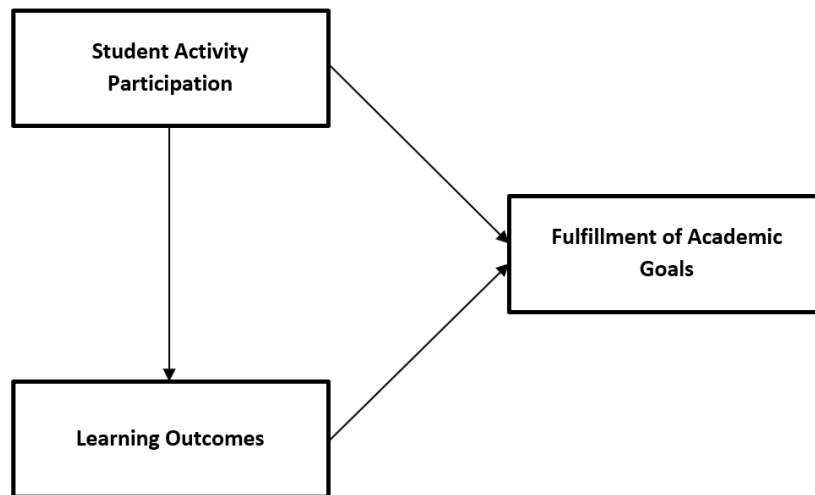 Student Activity
Participation
Fulfillment of Academic
Goals
Learning Outcomes